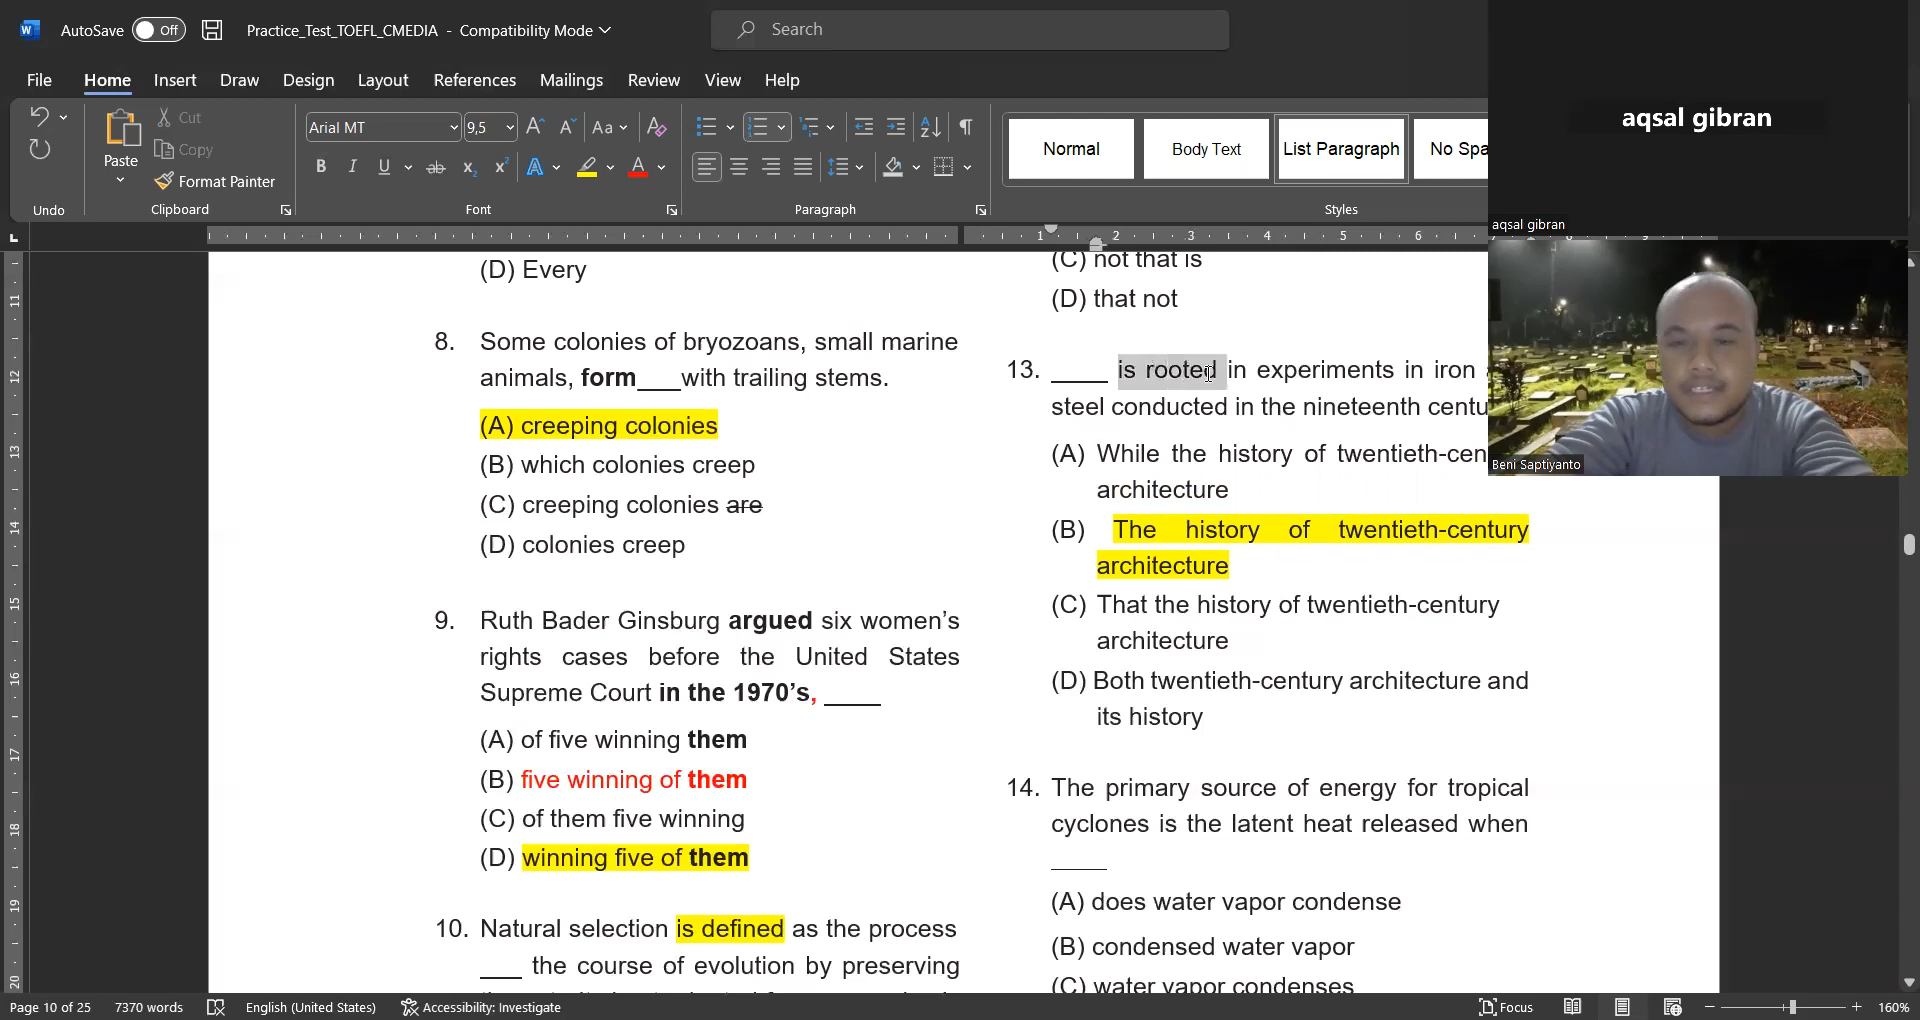 AutoSave Off Practice_Test_TOEFL_CMEDIA - Compatibility Mode Search
File Home Insert Draw Design Layout References Mailings Review View Help
Paste
Cut
Copy
Format Painter
Arial MT 9,5
Normal
Body Text
List Paragraph
No Spa
Undo Clipboard Font Paragraph Styles
aqsal gibran
aqsal gibran
Beni Saptiyanto
(D) Every
8. Some colonies of bryozoans, small marine
animals, form___with trailing stems.
(A) creeping colonies
(B) which colonies creep
(C) creeping colonies are
(D) colonies creep
9. Ruth Bader Ginsburg argued six women's
rights cases before the United States
Supreme Court in the 1970's, ____
(A) of five winning them
(B) five winning of them
(C) of them five winning
(D) winning five of them
10. Natural selection is defined as the process
___ the course of evolution by preserving
(C) not that is
(D) that not
13. ____ is rooted in experiments in iron
steel conducted in the nineteenth centu
(A) While the history of twentieth-cen
architecture
(B) The history of twentieth-century
architecture
(C) That the history of twentieth-century
architecture
(D) Both twentieth-century architecture and
its history
14. The primary source of energy for tropical
cyclones is the latent heat released when
____
(A) does water vapor condense
(B) condensed water vapor
(C) water vapor condenses
Page 10 of 25 7370 words English (United States) Accessibility: Investigate Focus 160%